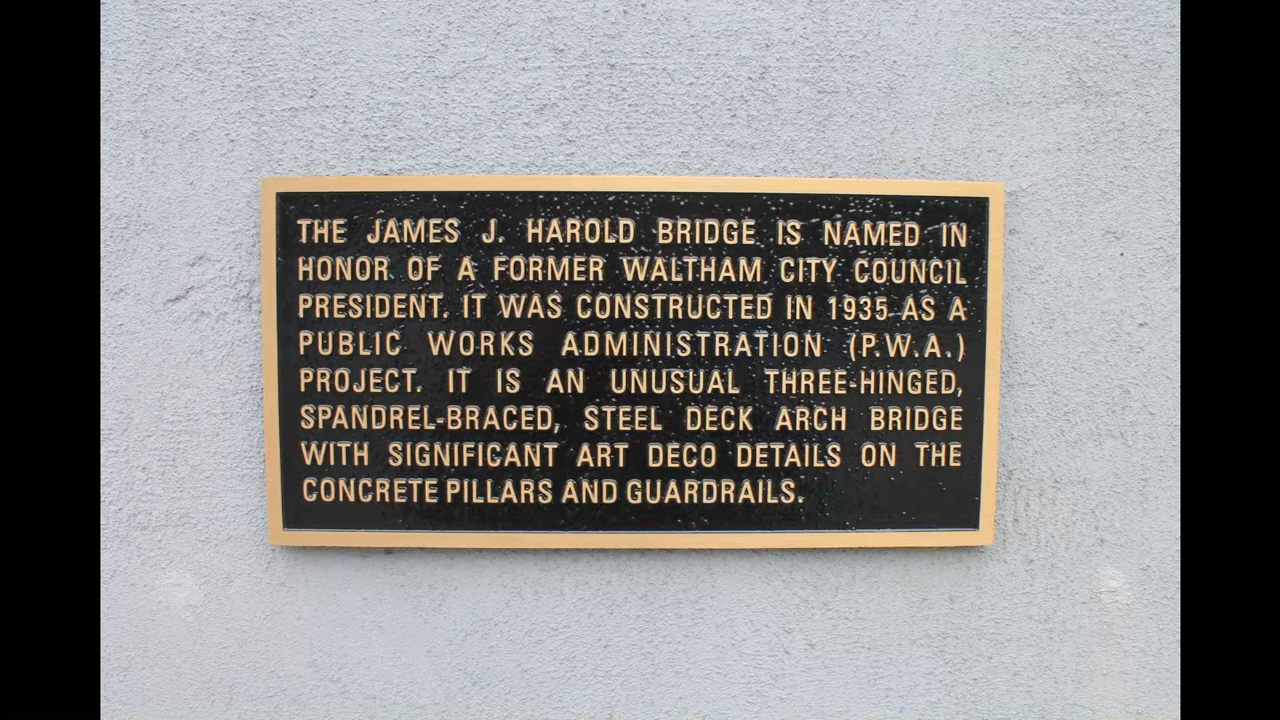 THE JAMES J. HAROLD BRIDGE IS NAMED IN
HONOR OF A FORMER WALTHAM CITY COUNCIL
PRESIDENT. IT WAS CONSTRUCTED IN 1935 AS A
PUBLIC WORKS ADMINISTRATION (P.W.A.)
PROJECT. IT IS AN UNUSUAL THREE-HINGED,
SPANDREL-BRACED, STEEL DECK ARCH BRIDGE
WITH SIGNIFICANT ART DECO DETAILS ON THE
CONCRETE PILLARS AND GUARDRAILS.